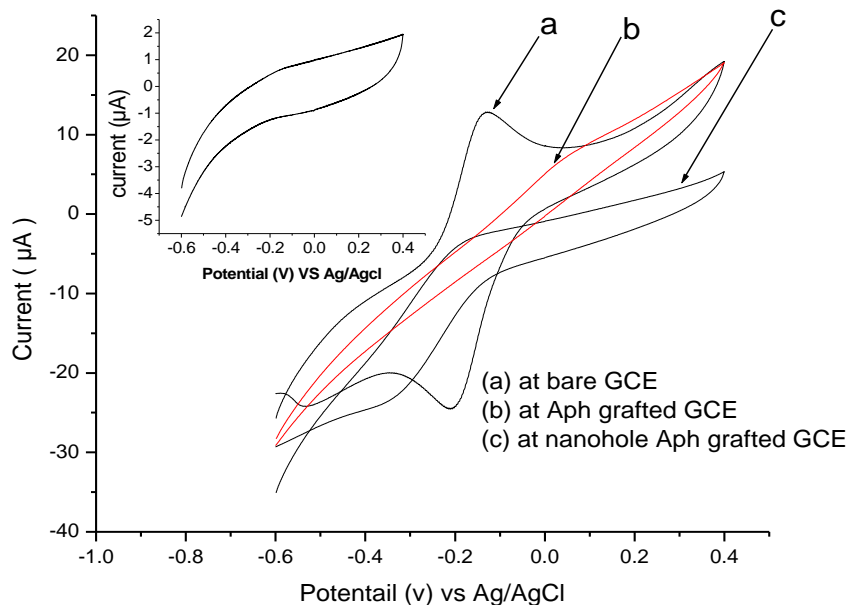 a
b
c
2
1
0
-1
-2
-3
-4
-5
current (µA)
-0.6
-0.4
-0.2
0.0
0.2
0.4
Potential (V) VS Ag/Agcl
20
10
0
-10
-20
-30
-40
Current ( µA )
(a) at bare GCE
(b) at Aph grafted GCE
(c) at nanohole Aph grafted GCE
-1.0
-0.8
-0.6
-0.4
-0.2
0.0
0.2
0.4
Potentail (v) vs Ag/AgCl